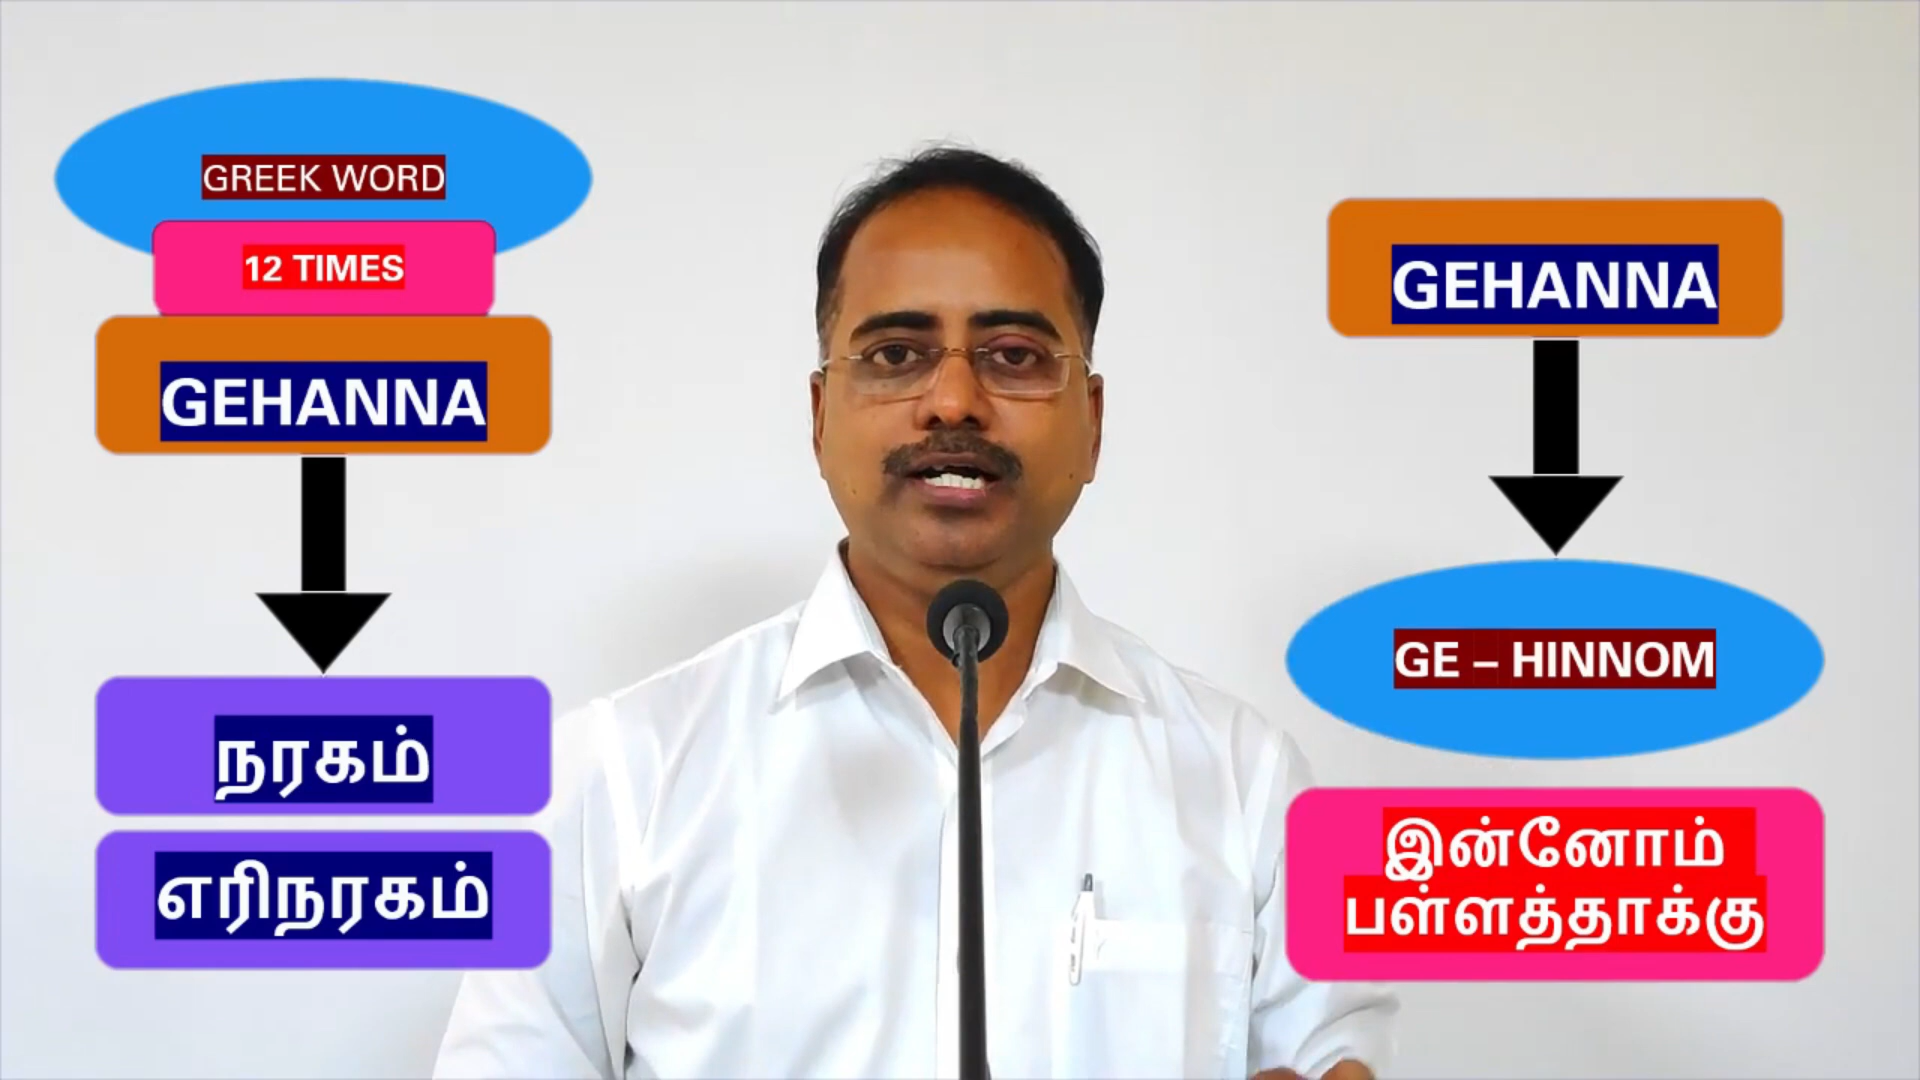 GREEK WORD
12 TIMES
GEHANNA
நரகம்
எரிநரகம்
GEHANNA
GE – HINNOM
இன்னோம்
பள்ளத்தாக்கு